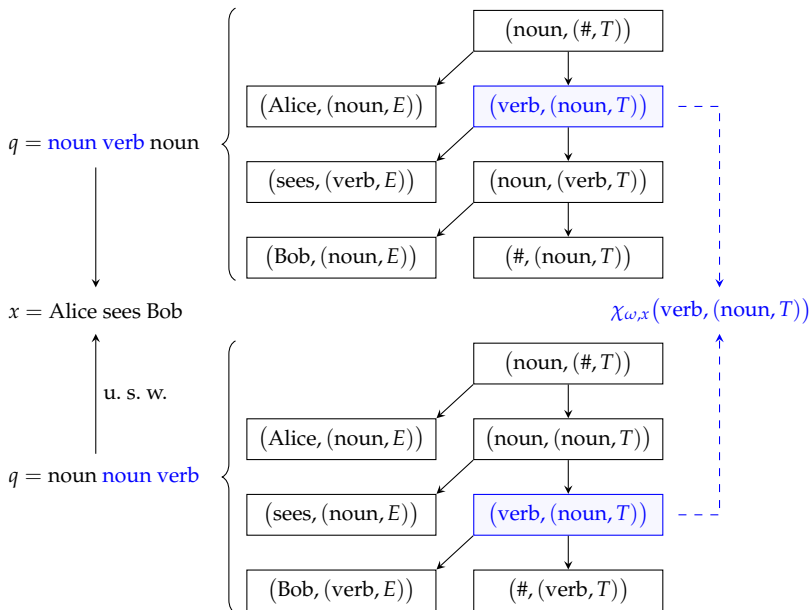 (noun, (#, T))
(Alice, (noun, E)) (verb, (noun, T))
q = noun verb noun
(sees, (verb, E)) (noun, (verb, T))
(Bob, (noun, E)) (#, (noun, T))
x = Alice sees Bob χω,x(verb, (noun, T))
(noun, (#, T))
u. s. w.
(Alice, (noun, E)) (noun, (noun, T))
q = noun noun verb
(sees, (noun, E)) (verb, (noun, T))
(Bob, (verb, E)) (#, (verb, T))